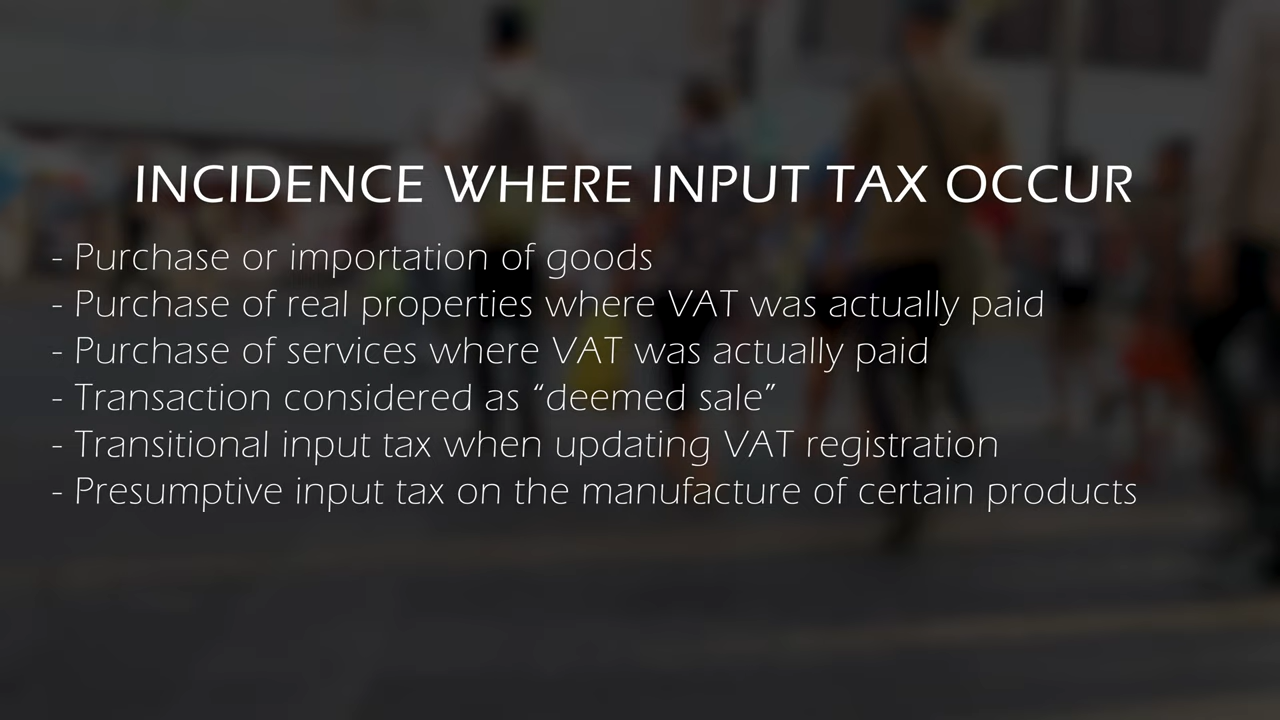 INCIDENCE WHERE INPUT TAX OCCUR
- Purchase or importation of goods
- Purchase of real properties where VAT was actually paid
- Purchase of services where VAT was actually paid
- Transaction considered as “deemed sale”
- Transitional input tax when updating VAT registration
- Presumptive input tax on the manufacture of certain products